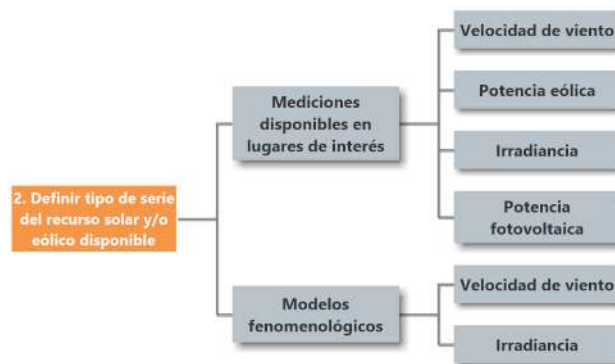 2. Definir tipo de serie
del recurso solar y/o
eólico disponible
Mediciones
disponibles en
lugares de interés
Velocidad de viento
Potencia eólica
Irradiancia
Potencia
fotovoltaica
Modelos
fenomenológicos
Velocidad de viento
Irradiancia